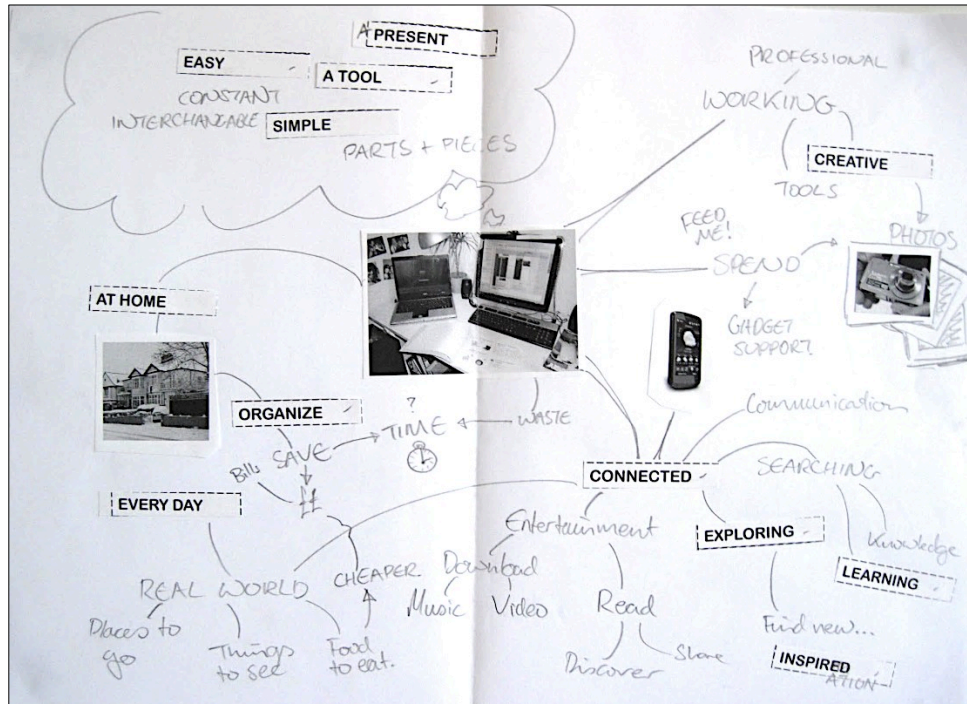 A PRESENT
EASY
A TOOL
CONSTANT
INTERCHANGABLE
SIMPLE
PARTS + PIECES
PROFESSIONAL
WORKING
CREATIVE
TOOLS
PHOTOS
FEED
ME!
SPEND
GADGET
SUPPORT
AT HOME
ORGANIZE
?
TIME
WASTE
SAVE
Bills
££
EVERY DAY
REAL WORLD
Places to
go
Things
to see
Food
to eat.
CHEAPER
Communication
CONNECTED
SEARCHING
Entertainment
EXPLORING
Knowledge
LEARNING
Download
Music Video
Read
Discover
Share
Find new...
INSPIRED
ATION